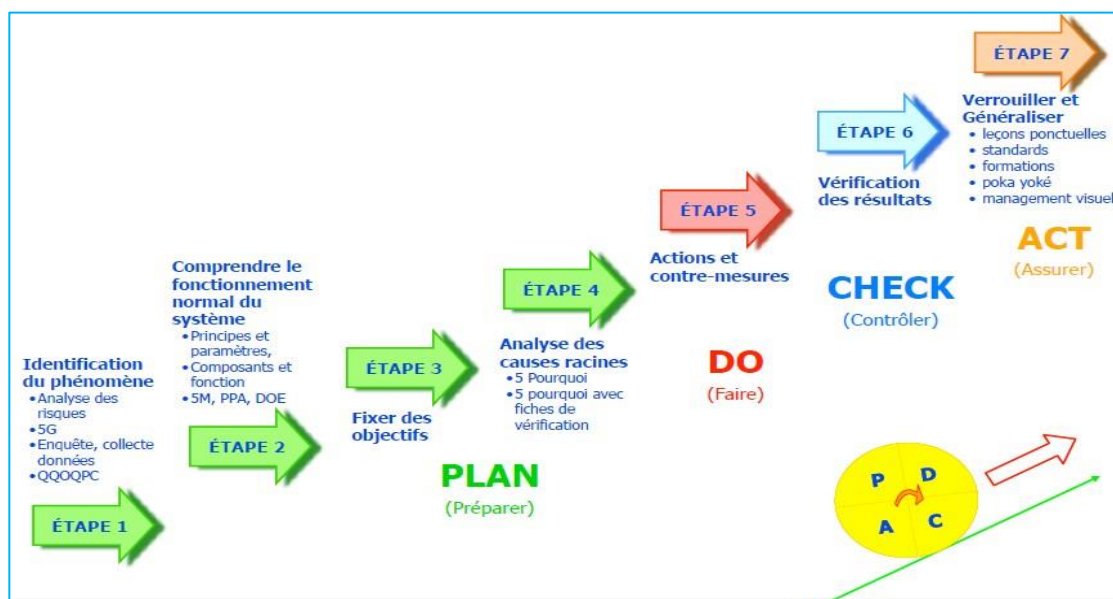 ÉTAPE 1
Identification
du phénomène
•Analyse des
risques
•5G
•Enquête, collecte
données
•QQOQPC
ÉTAPE 2
Comprendre le
fonctionnement
normal du
système
•Principes et
paramètres,
•Composants et
fonction
•5M, PPA, DOE
ÉTAPE 3
Fixer des
objectifs
PLAN
(Préparer)
ÉTAPE 4
Analyse des
causes racines
• 5 Pourquoi
• 5 pourquoi avec
fiches de
vérification
ÉTAPE 5
Actions et
contre-mesures
DO
(Faire)
ÉTAPE 6
Vérification
des résultats
CHECK
(Contrôler)
ÉTAPE 7
Verrouiller et
Généraliser
• leçons ponctuelles
• standards
• formations
• poka yoké
• management visuel
ACT
(Assurer)
P D
A C